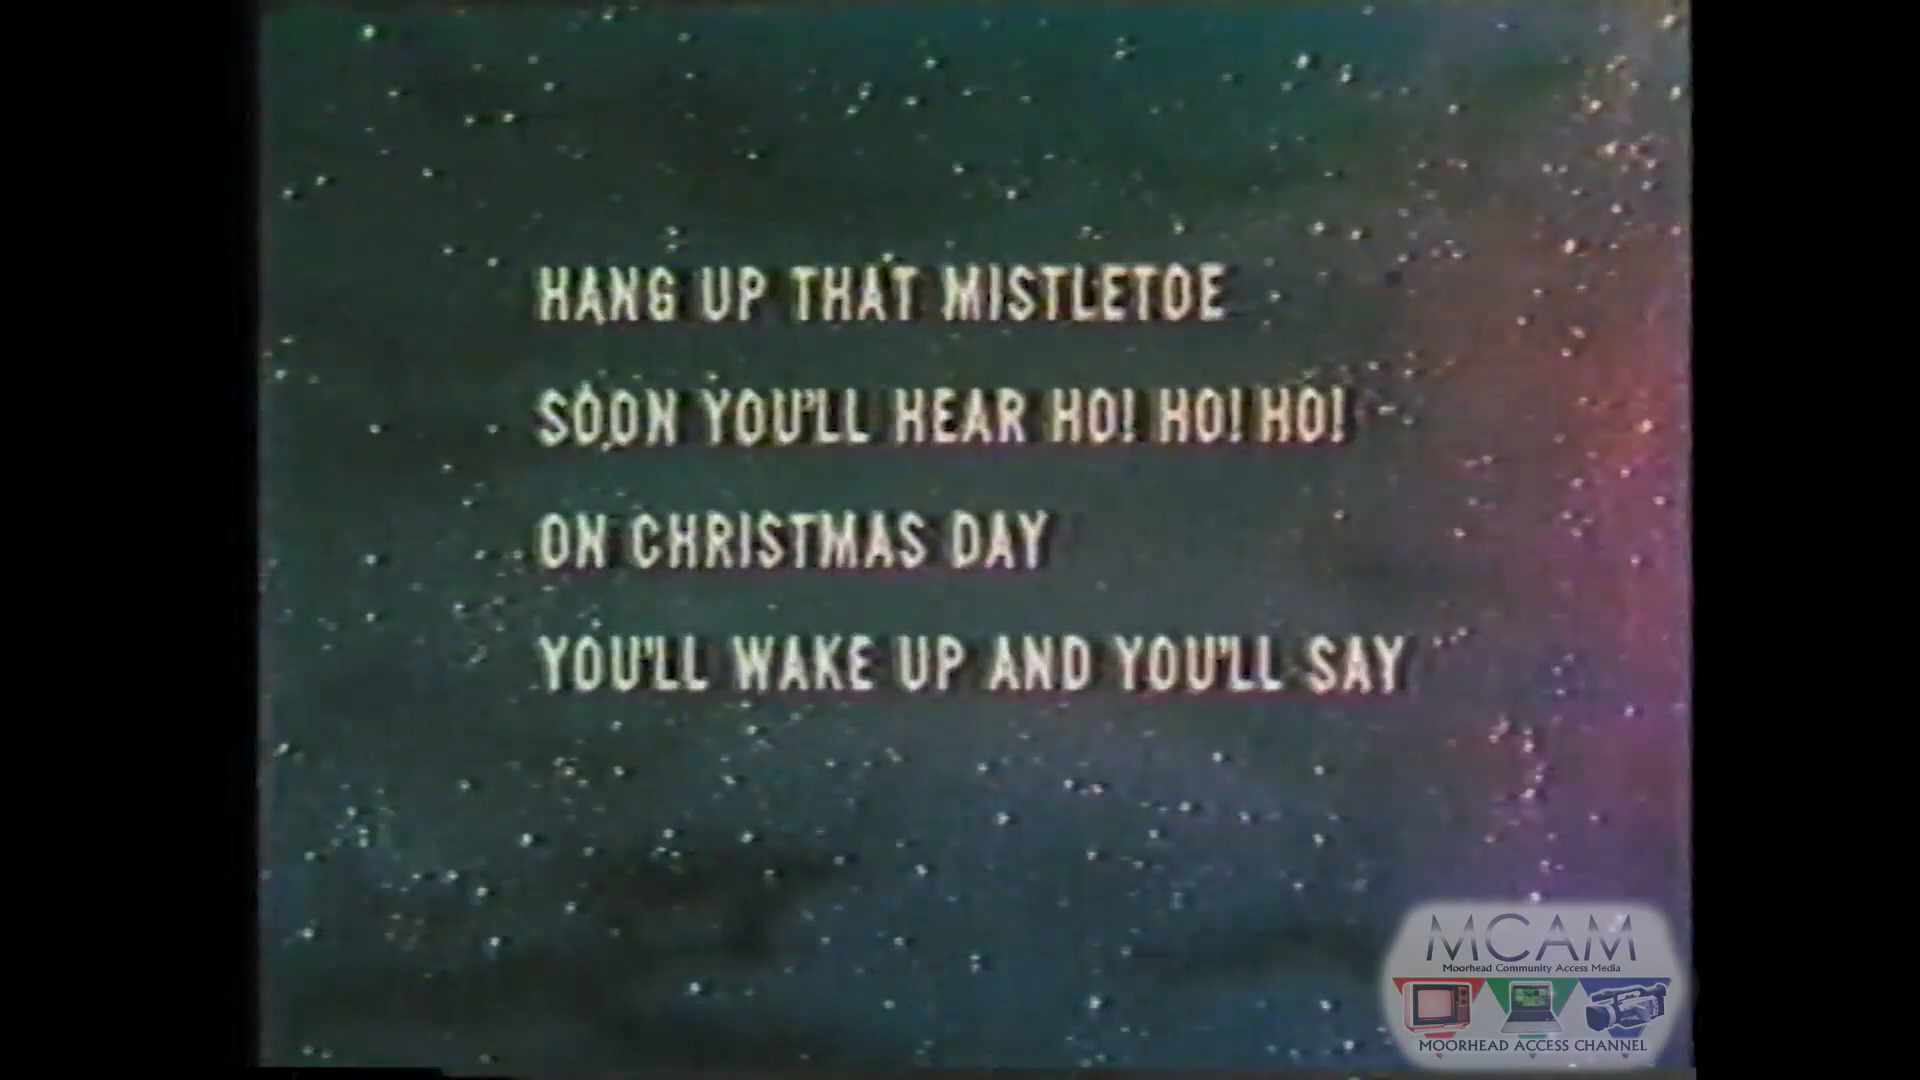 HANG UP THAT MISTLETOE
SOON YOU'LL HEAR HO! HO! HO!
ON CHRISTMAS DAY
YOU'LL WAKE UP AND YOU'LL SAY
MCAM
Moorhead Community Access Media
MOORHEAD ACCESS CHANNEL